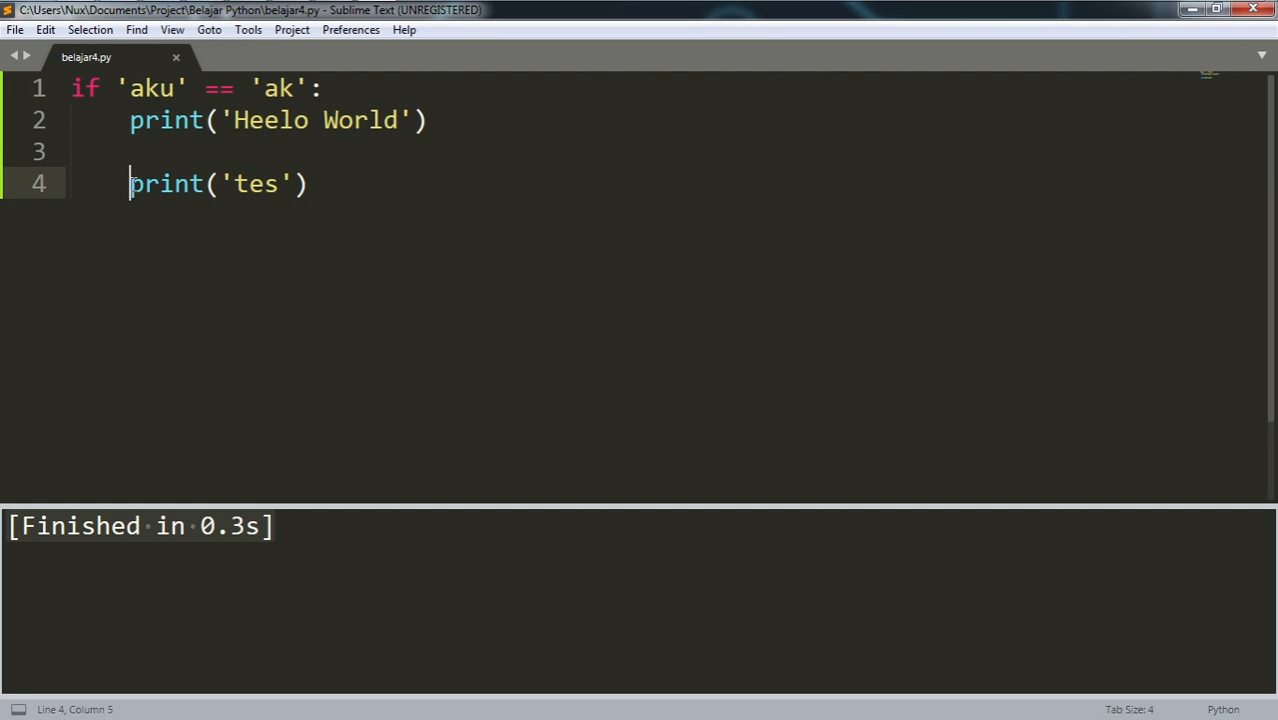 C:\Users\Nux\Documents\Project\Belajar Python\belajar4.py - Sublime Text (UNREGISTERED)
File Edit Selection Find View Goto Tools Project Preferences Help
belajar4.py ×
1 if 'aku' == 'ak':
2     print('Heelo World')
3
4     print('tes')
[Finished in 0.3s]
Line 4, Column 5 Tab Size: 4 Python